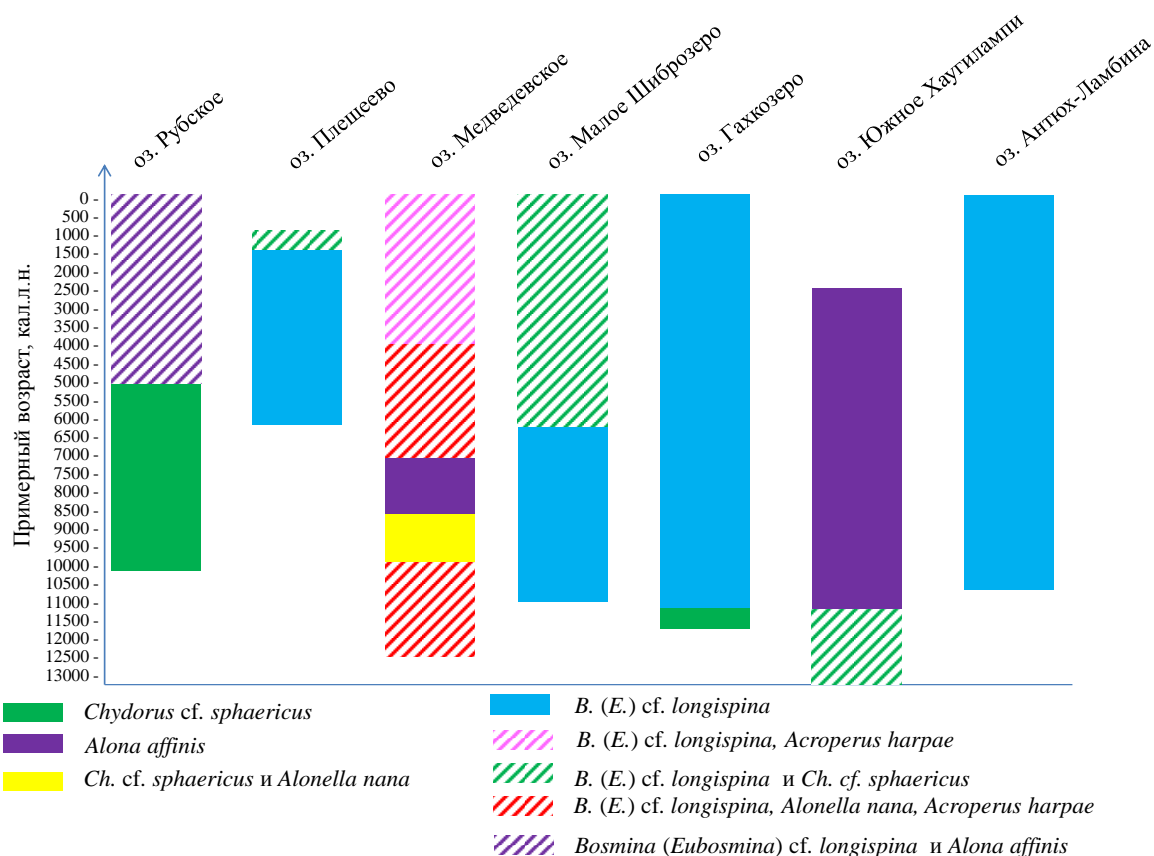 оз. Рубское
оз. Плещеево
оз. Медведевское
оз. Малое Шиброзеро
оз. Гахкозеро
оз. Южное Хаугилампи
оз. Антюх-Ламбина
Примерный возраст, кал.л.н.
0 -
500 -
1000 -
1500 -
2000 -
2500 -
3000 -
3500 -
4000 -
4500 -
5000 -
5500 -
6000 -
6500 -
7000 -
7500 -
8000 -
8500 -
9000 -
9500 -
10000 -
10500 -
11000 -
11500 -
12000 -
12500 -
13000 -
Chydorus cf. sphaericus
Alona affinis
Ch. cf. sphaericus и Alonella nana
B. (E.) cf. longispina
B. (E.) cf. longispina, Acroperus harpae
B. (E.) cf. longispina и Ch. cf. sphaericus
B. (E.) cf. longispina, Alonella nana, Acroperus harpae
Bosmina (Eubosmina) cf. longispina и Alona affinis